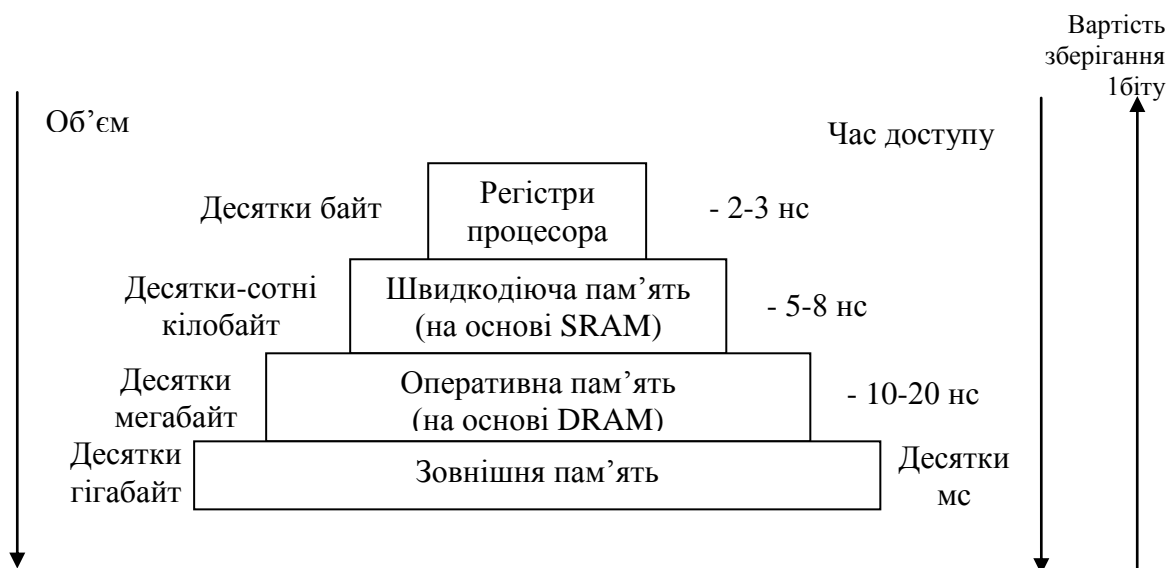 Вартість
зберігання
1біту
Об’єм
Час доступу
Десятки байт
Регістри
процесора
- 2-3 нс
Десятки-сотні
кілобайт
Швидкодіюча пам’ять
(на основі SRAM)
- 5-8 нс
Десятки
мегабайт
Оперативна пам’ять
(на основі DRAM)
- 10-20 нс
Десятки
гігабайт
Зовнішня пам’ять
Десятки
мс